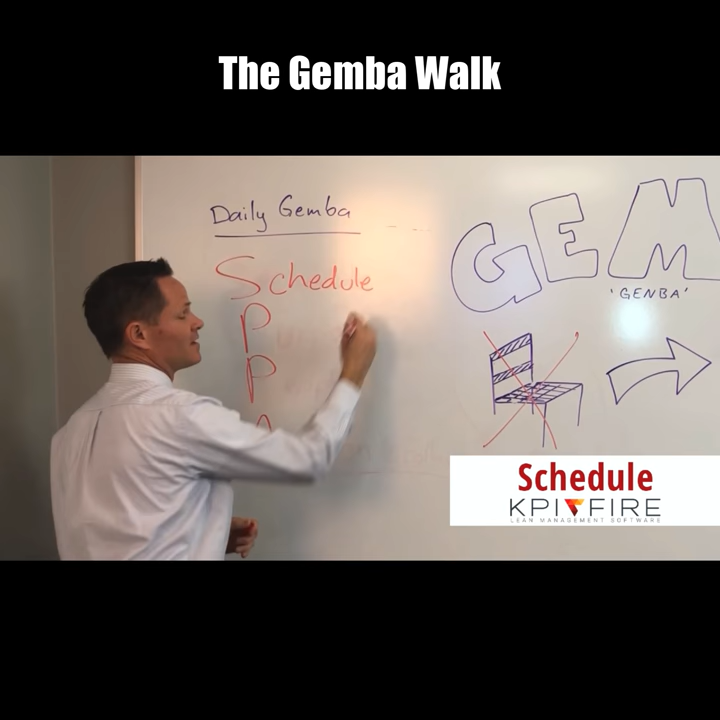 The Gemba Walk
Daily Gemba
Schedule
P
P
GEM
'GENBA'
Schedule
KPI FIRE
LEAN MANAGEMENT SOFTWARE